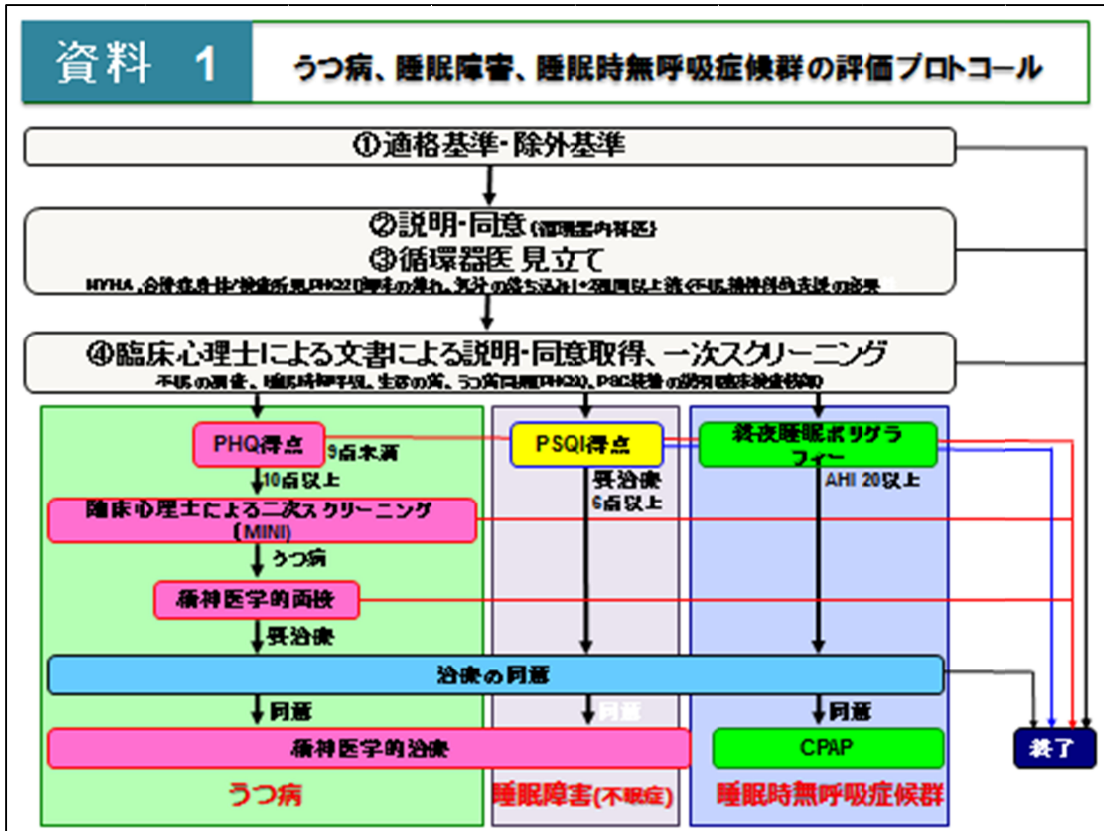 資料 1
うつ病、睡眠障害、睡眠時無呼吸症候群の評価プロトコール
①適格基準・除外基準
②説明・同意(循環器内科医)
③循環器医 見立て
④臨床心理士による文書による説明・同意取得、一次スクリーニング
PHQ得点
9点未満
PSQI得点
終夜睡眠ポリグラ
フィー
10点以上
要治療
6点以上
AHI 20以上
臨床心理士による二次スクリーニング
(MINI)
うつ病
精神医学的面接
要治療
治療の同意
同意
同意
同意
精神医学的治療
CPAP
終了
うつ病
睡眠障害(不眠症)
睡眠時無呼吸症候群